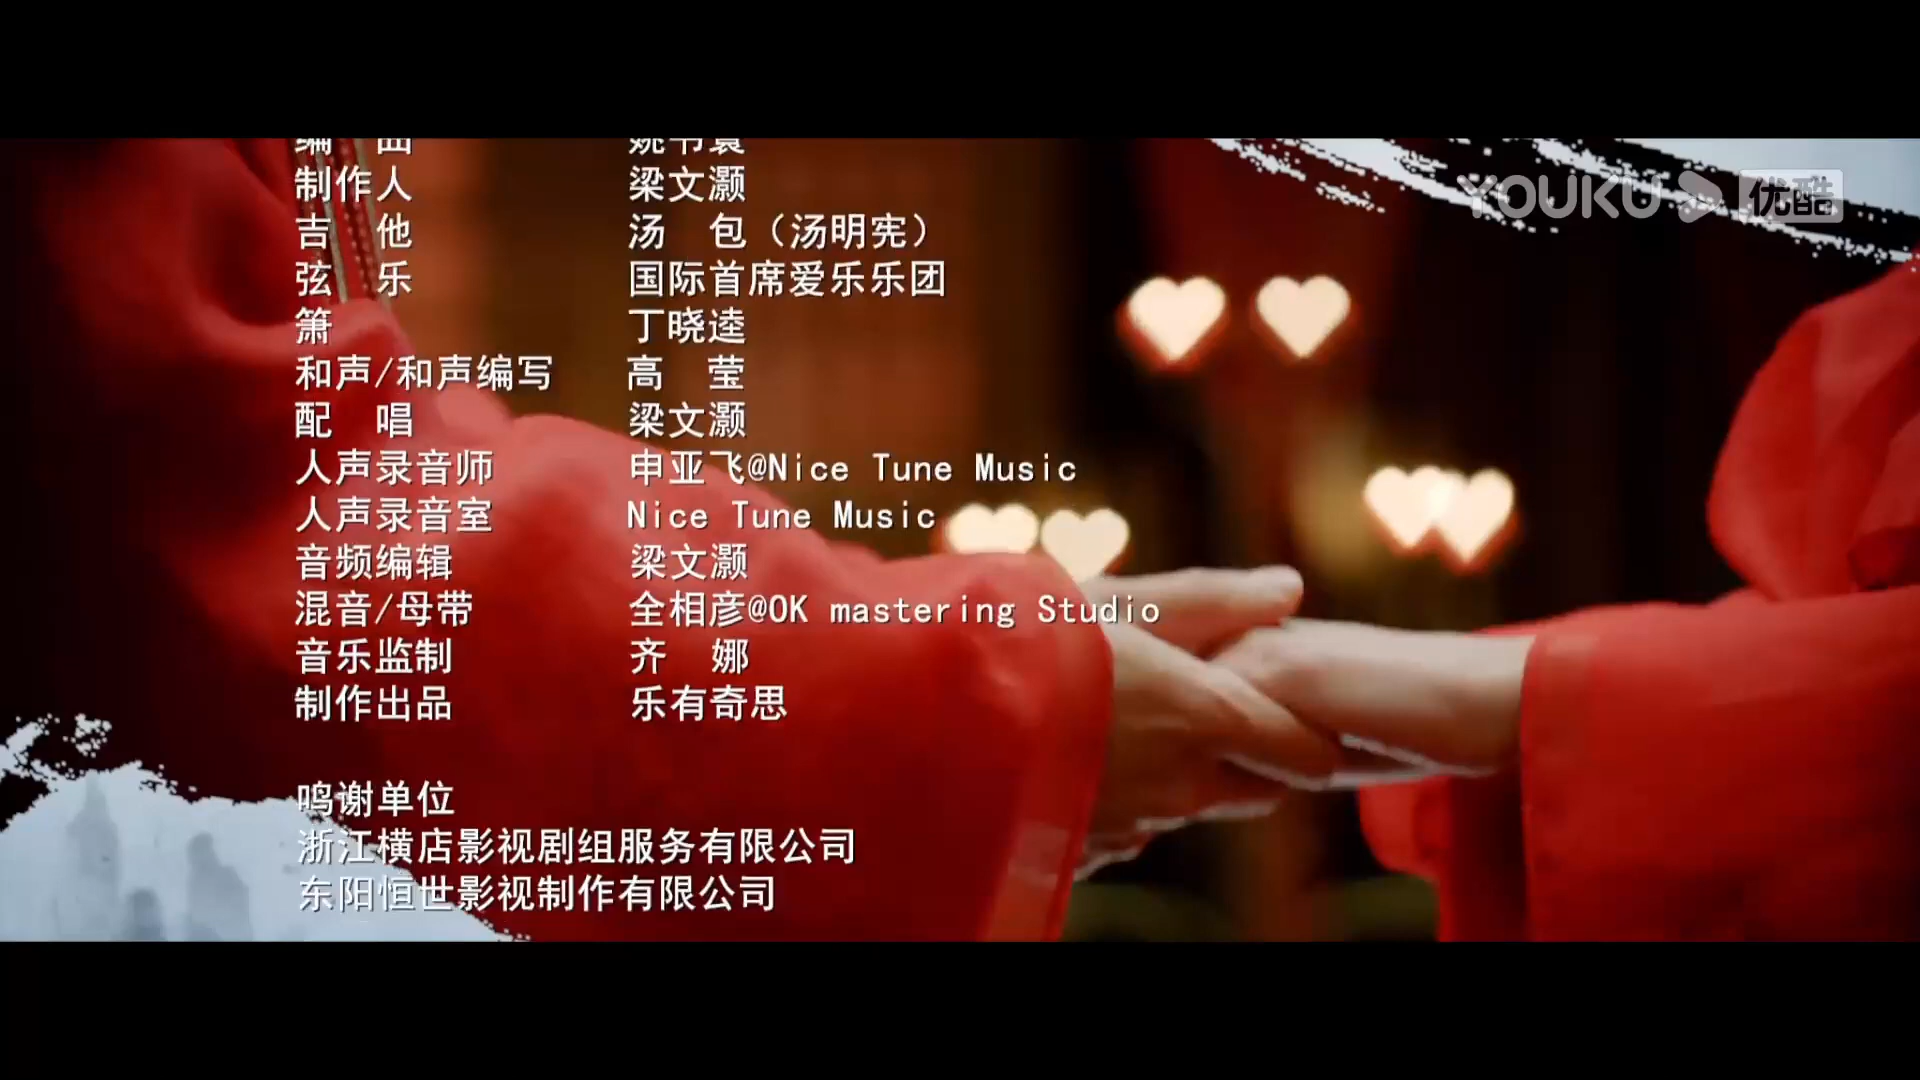 YOUKU 优酷
制作人 梁文灏
吉 他 汤 包（汤明宪）
弦 乐 国际首席爱乐乐团
箫 丁晓逵
和声/和声编写 高 莹
配 唱 梁文灏
人声录音师 申亚飞@Nice Tune Music
人声录音室 Nice Tune Music
音频编辑 梁文灏
混音/母带 全相彦@OK mastering Studio
音乐监制 齐 娜
制作出品 乐有奇思
鸣谢单位
浙江横店影视剧组服务有限公司
东阳恒世影视制作有限公司